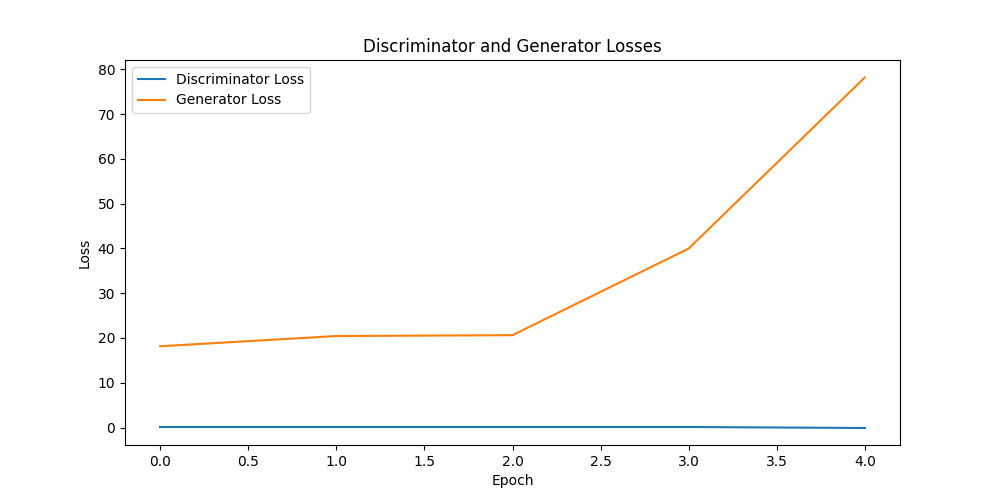 Discriminator and Generator Losses
Discriminator Loss
Generator Loss
80
70
60
50
40
30
20
10
0
Loss
0.0 0.5 1.0 1.5 2.0 2.5 3.0 3.5 4.0
Epoch